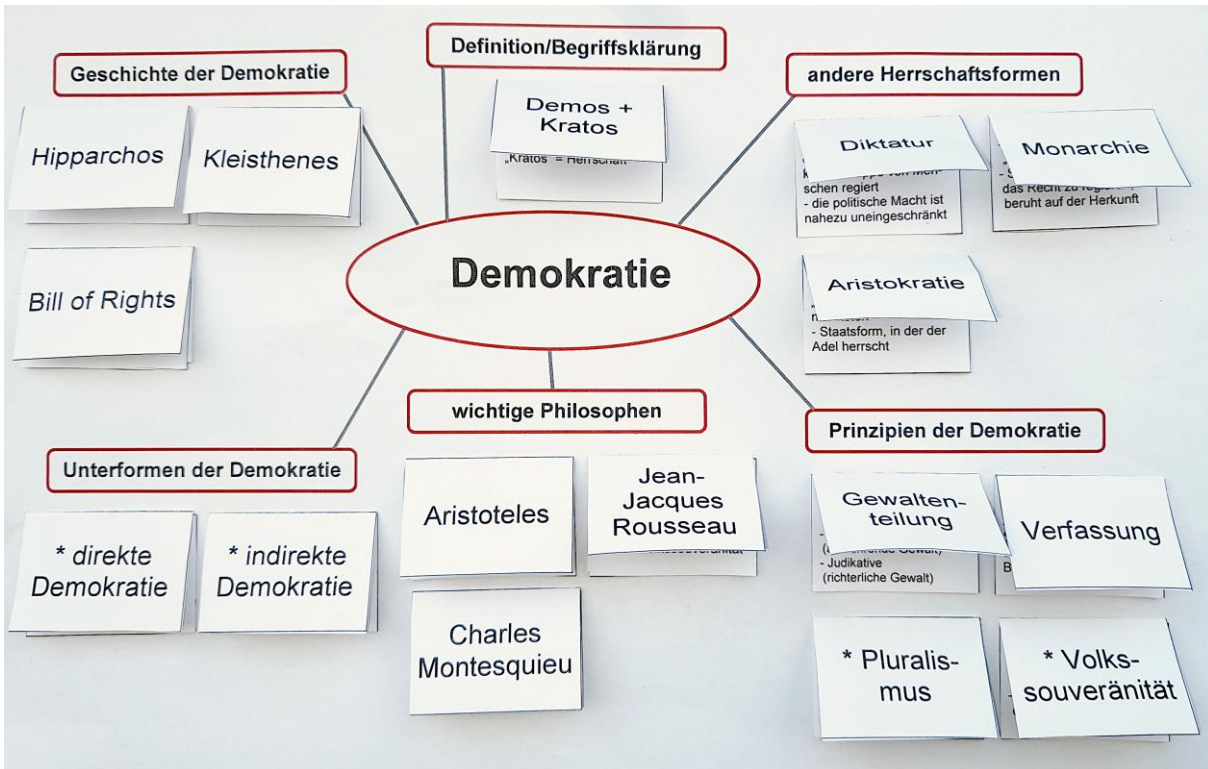 Geschichte der Demokratie
Hipparchos
Kleisthenes
Bill of Rights
Definition/Begriffsklärung
Demos +
Kratos
„Kratos" = Herrschaft
andere Herrschaftsformen
Diktatur
schen regiert
- die politische Macht ist
nahezu uneingeschränkt
Monarchie
das Recht zu
beruht auf der Herkunft
Aristokratie
- Staatsform, in der der
Adel herrscht
Demokratie
Unterformen der Demokratie
* direkte
Demokratie
* indirekte
Demokratie
wichtige Philosophen
Aristoteles
Jean-
Jacques
Rousseau
Charles
Montesquieu
Prinzipien der Demokratie
Gewalten-
teilung
- Judikative
(richterliche Gewalt)
Verfassung
* Pluralis-
mus
* Volks-
souveränität